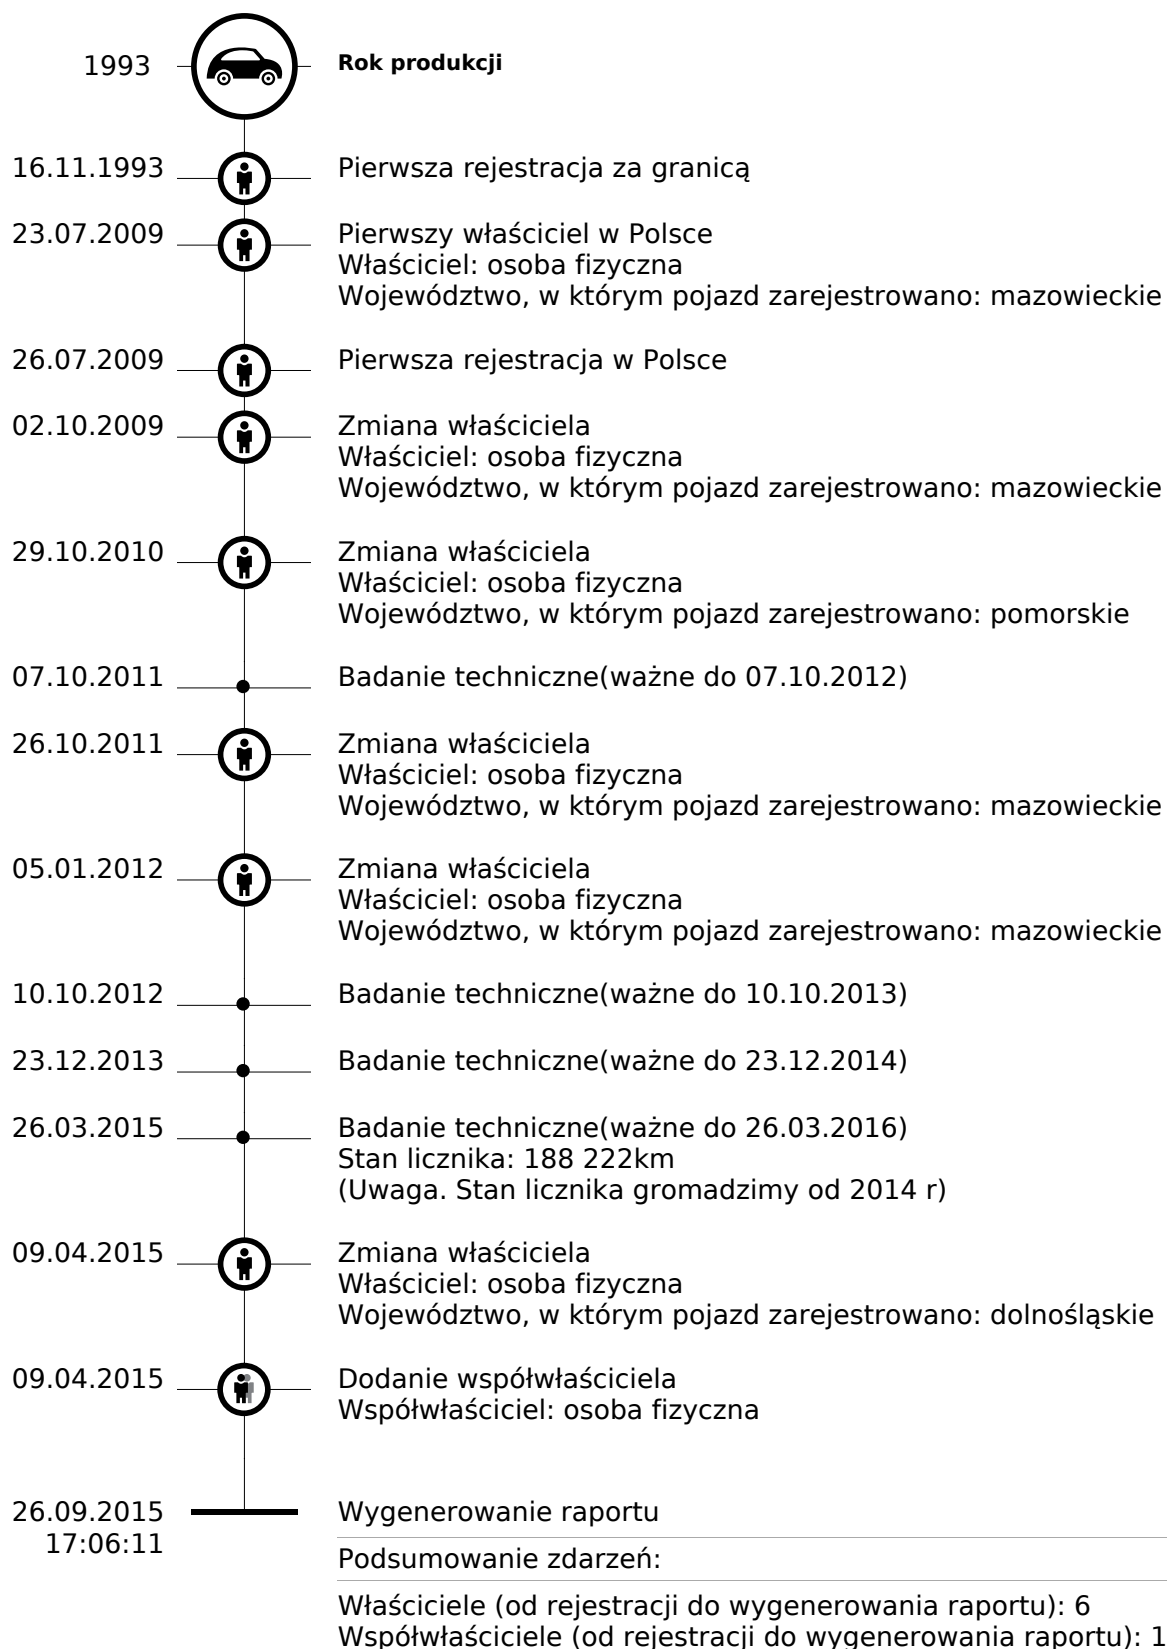 1993
Rok produkcji
16.11.1993
Pierwsza rejestracja za granicą
23.07.2009
Pierwszy właściciel w Polsce
Właściciel: osoba fizyczna
Województwo, w którym pojazd zarejestrowano: mazowieckie
26.07.2009
Pierwsza rejestracja w Polsce
02.10.2009
Zmiana właściciela
Właściciel: osoba fizyczna
Województwo, w którym pojazd zarejestrowano: mazowieckie
29.10.2010
Zmiana właściciela
Właściciel: osoba fizyczna
Województwo, w którym pojazd zarejestrowano: pomorskie
07.10.2011
Badanie techniczne(ważne do 07.10.2012)
26.10.2011
Zmiana właściciela
Właściciel: osoba fizyczna
Województwo, w którym pojazd zarejestrowano: mazowieckie
05.01.2012
Zmiana właściciela
Właściciel: osoba fizyczna
Województwo, w którym pojazd zarejestrowano: mazowieckie
10.10.2012
Badanie techniczne(ważne do 10.10.2013)
23.12.2013
Badanie techniczne(ważne do 23.12.2014)
26.03.2015
Badanie techniczne(ważne do 26.03.2016)
Stan licznika: 188 222km
(Uwaga. Stan licznika gromadzimy od 2014 r)
09.04.2015
Zmiana właściciela
Właściciel: osoba fizyczna
Województwo, w którym pojazd zarejestrowano: dolnośląskie
09.04.2015
Dodanie współwłaściciela
Współwłaściciel: osoba fizyczna
26.09.2015
17:06:11
Wygenerowanie raportu
Podsumowanie zdarzeń:
Właściciele (od rejestracji do wygenerowania raportu): 6
Współwłaściciele (od rejestracji do wygenerowania raportu): 1